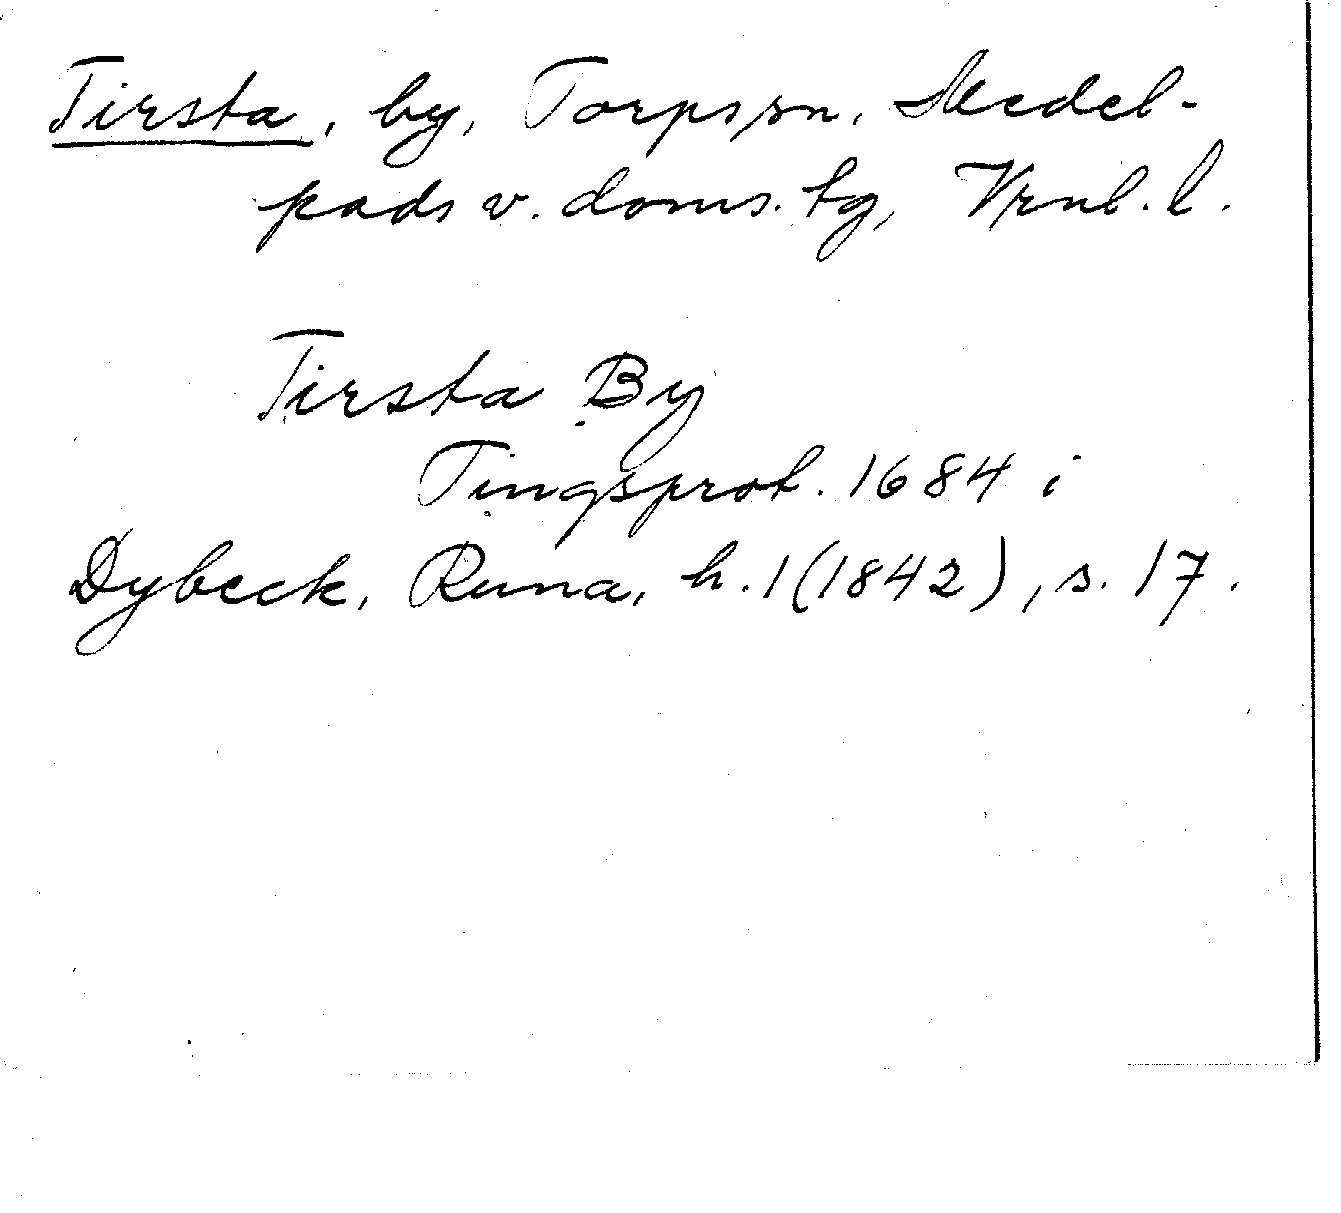 Tirsta, by, Torps sn, Medel-
pads v. doms. tg, Vrnl. l.
Tirsta By
Tingsprot. 1684 i
Dybeck, Runa, h. 1 (1842), s. 17.